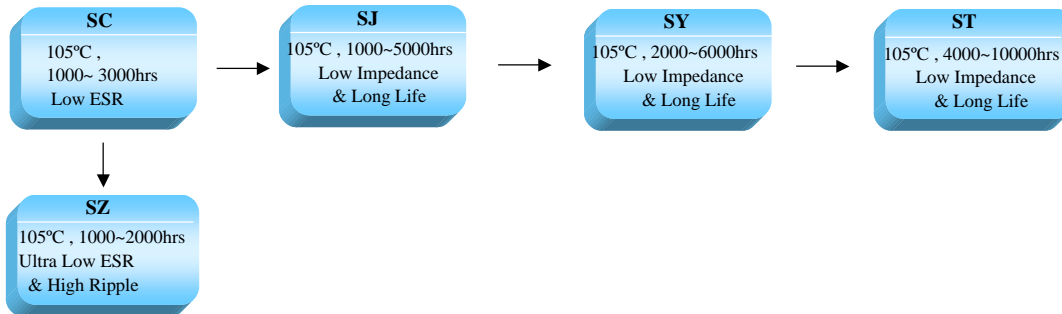 SC
105ºC ,
1000~ 3000hrs
Low ESR
SJ
105ºC , 1000~5000hrs
Low Impedance
& Long Life
SY
105ºC , 2000~6000hrs
Low Impedance
& Long Life
ST
105ºC , 4000~10000hrs
Low Impedance
& Long Life
SZ
105ºC , 1000~2000hrs
Ultra Low ESR
& High Ripple